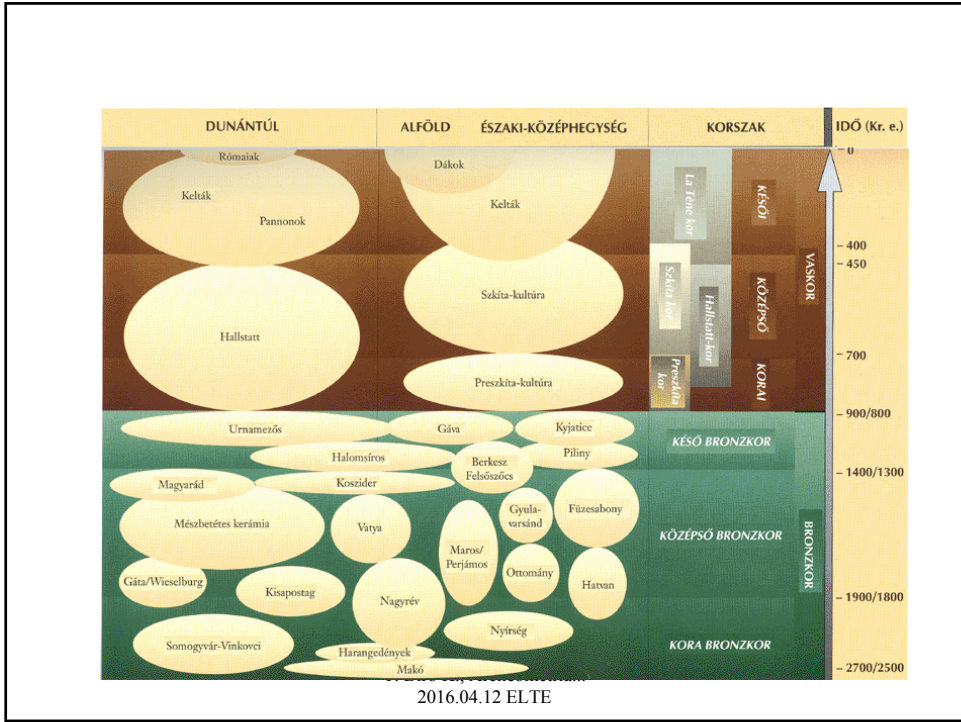 DUNÁNTÚL
ALFÖLD
ÉSZAKI-KÖZÉPHEGYSÉG
KORSZAK
IDŐ (Kr. e.)
Rómaiak
Kelták
Pannonok
Dákok
Kelták
La Tène kor
KÉSŐI
– 0
– 400
– 450
Szkíta-kultúra
Hallstatt
Szkíta kor
Hallstatt-kor
KÖZÉPSŐ
VASKOR
– 700
Preszkíta-kultúra
Preszkíta
kor
KORAI
– 900/800
Urnamezős
Gáva
Kyjatice
KÉSŐ BRONZKOR
Halomsíros
Berkesz
Felsőszőcs
Piliny
– 1400/1300
Magyarád
Koszider
Mészbetétes kerámia
Vatya
Gyula-
varsánd
Füzesabony
KÖZÉPSŐ BRONZKOR
BRONZKOR
Maros/
Perjámos
Ottomány
Hatvan
Gáta/Wieselburg
Kisapostag
Nagyrév
– 1900/1800
Nyírség
Somogyvár-Vinkovci
Harangedények
KORA BRONZKOR
Makó
– 2700/2500
2016.04.12 ELTE